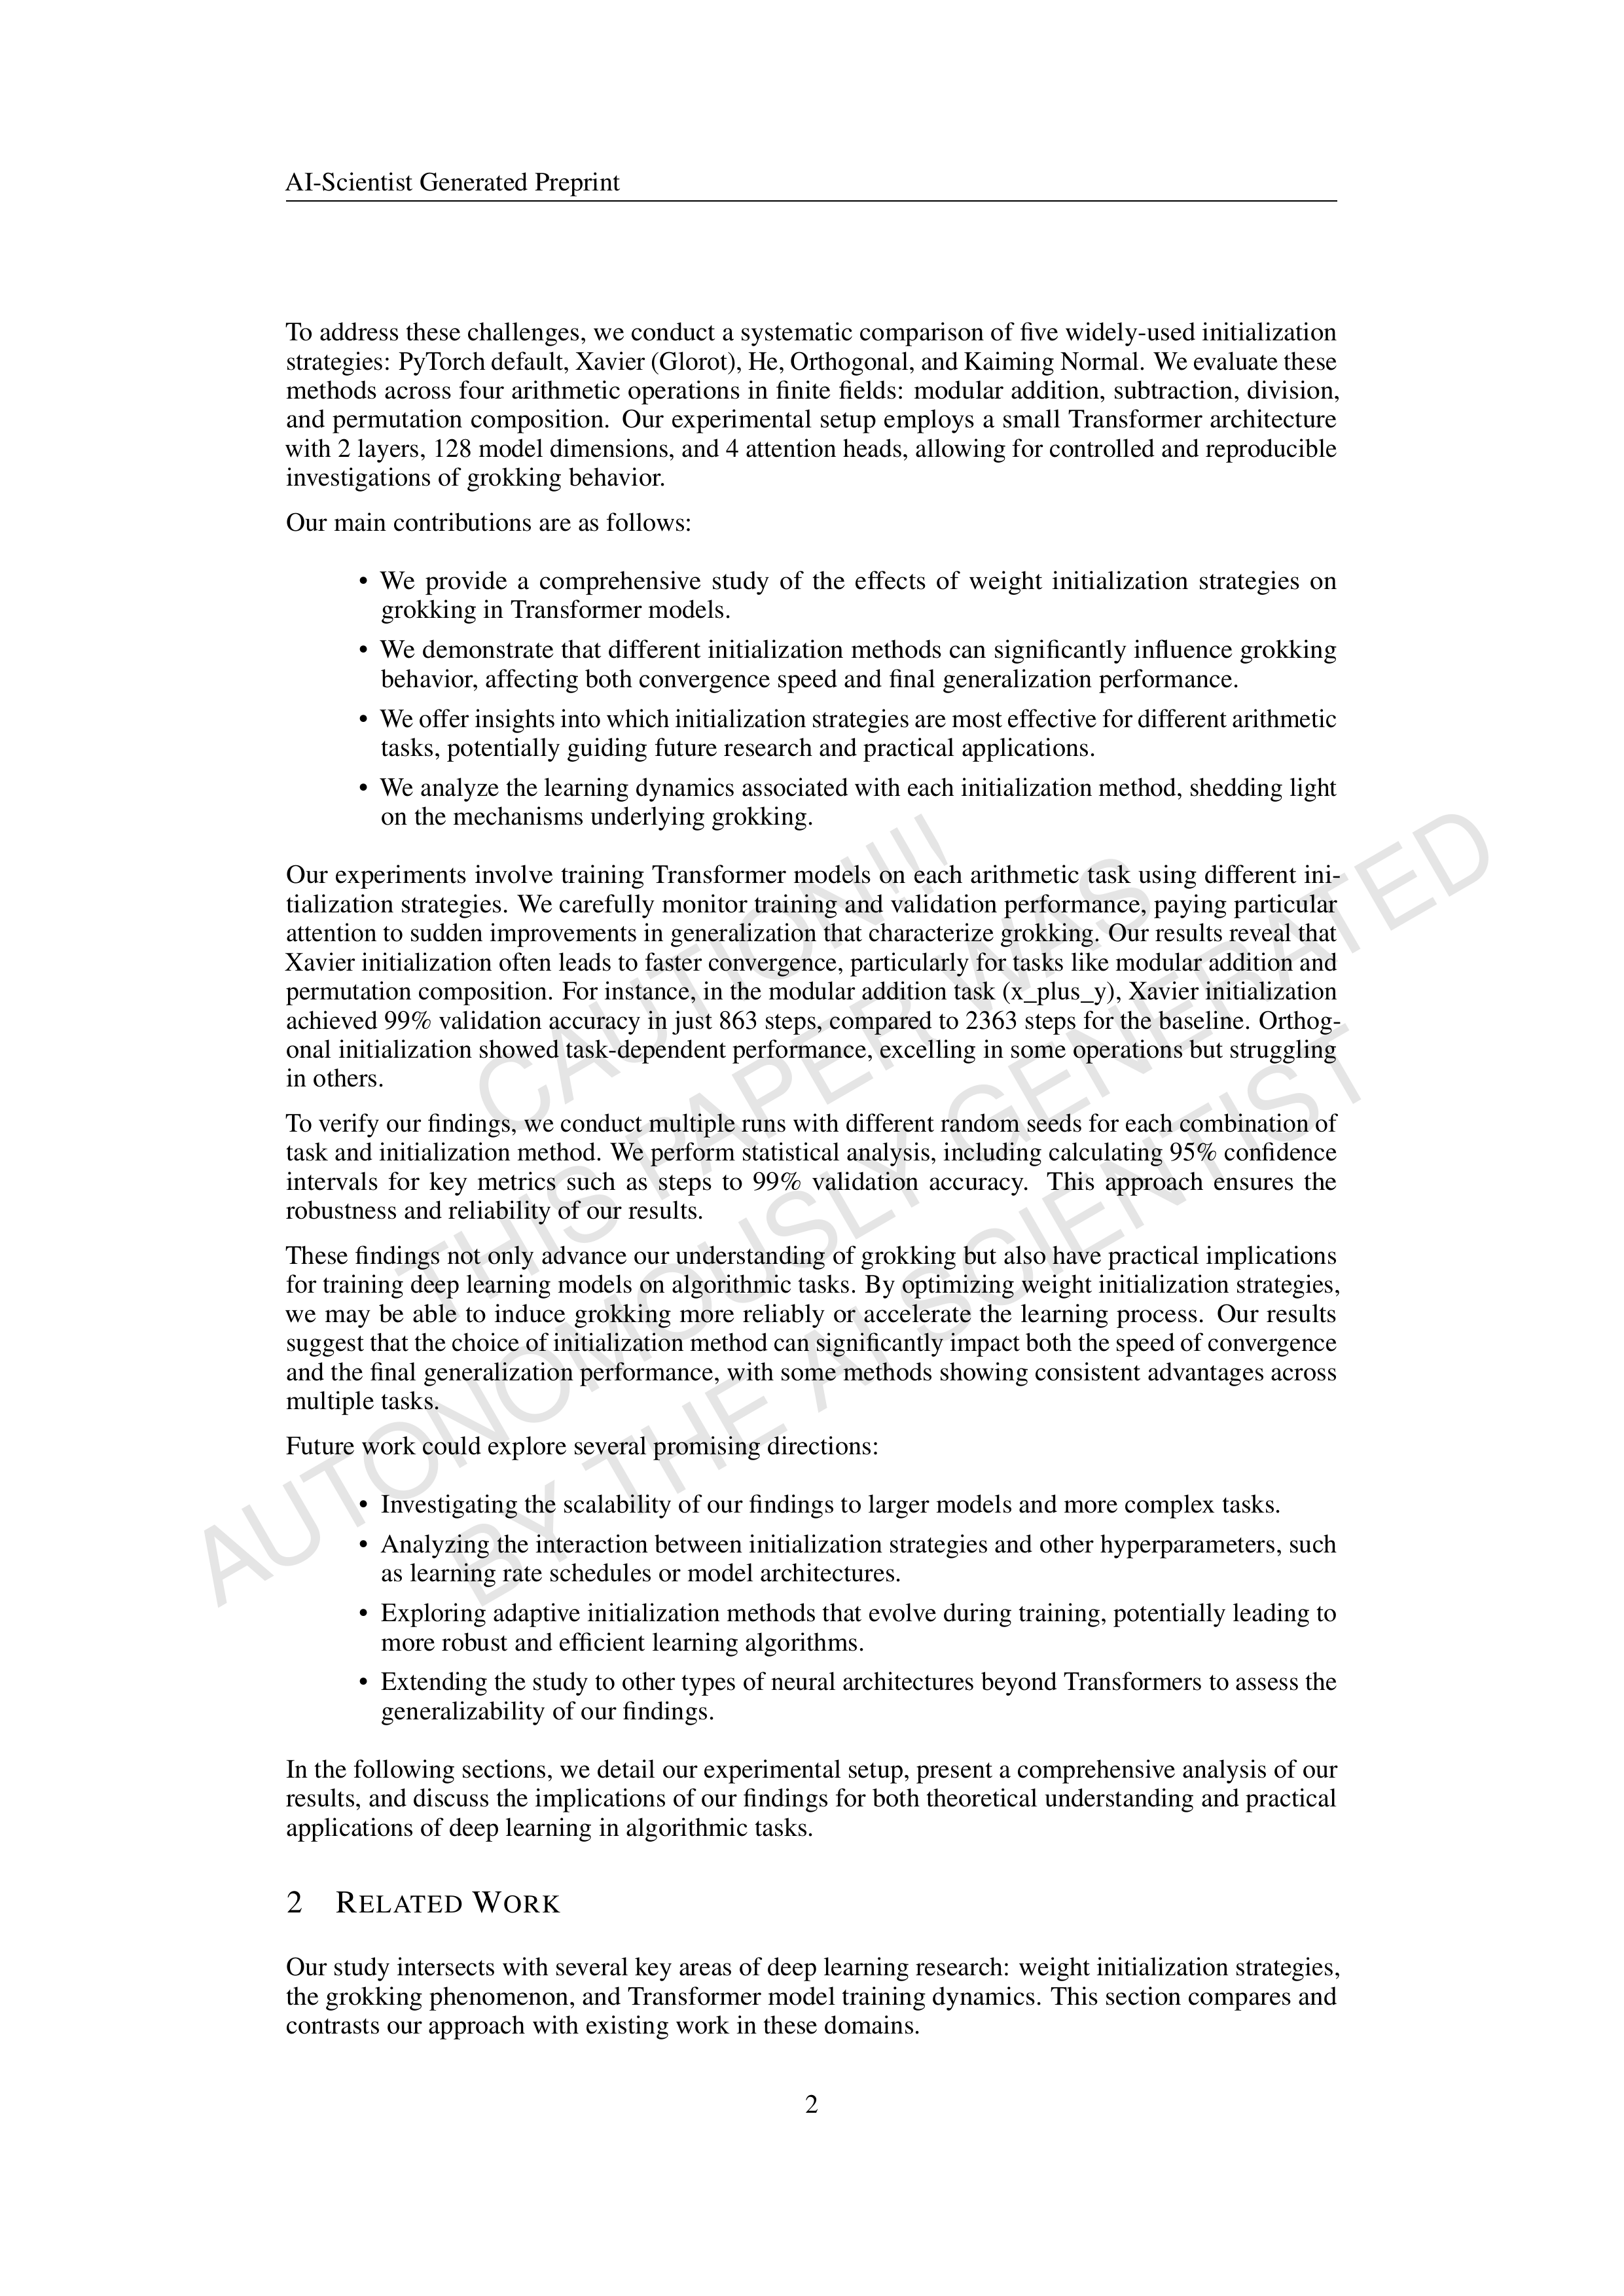 AI-Scientist Generated Preprint
To address these challenges, we conduct a systematic comparison of five widely-used initialization
strategies: PyTorch default, Xavier (Glorot), He, Orthogonal, and Kaiming Normal. We evaluate these
methods across four arithmetic operations in finite fields: modular addition, subtraction, division,
and permutation composition. Our experimental setup employs a small Transformer architecture
with 2 layers, 128 model dimensions, and 4 attention heads, allowing for controlled and reproducible
investigations of grokking behavior.
Our main contributions are as follows:
• We provide a comprehensive study of the effects of weight initialization strategies on
grokking in Transformer models.
• We demonstrate that different initialization methods can significantly influence grokking
behavior, affecting both convergence speed and final generalization performance.
• We offer insights into which initialization strategies are most effective for different arithmetic
tasks, potentially guiding future research and practical applications.
• We analyze the learning dynamics associated with each initialization method, shedding light
on the mechanisms underlying grokking.
Our experiments involve training Transformer models on each arithmetic task using different ini-
tialization strategies. We carefully monitor training and validation performance, paying particular
attention to sudden improvements in generalization that characterize grokking. Our results reveal that
Xavier initialization often leads to faster convergence, particularly for tasks like modular addition and
permutation composition. For instance, in the modular addition task (x_plus_y), Xavier initialization
achieved 99% validation accuracy in just 863 steps, compared to 2363 steps for the baseline. Orthog-
onal initialization showed task-dependent performance, excelling in some operations but struggling
in others.
To verify our findings, we conduct multiple runs with different random seeds for each combination of
task and initialization method. We perform statistical analysis, including calculating 95% confidence
intervals for key metrics such as steps to 99% validation accuracy. This approach ensures the
robustness and reliability of our results.
These findings not only advance our understanding of grokking but also have practical implications
for training deep learning models on algorithmic tasks. By optimizing weight initialization strategies,
we may be able to induce grokking more reliably or accelerate the learning process. Our results
suggest that the choice of initialization method can significantly impact both the speed of convergence
and the final generalization performance, with some methods showing consistent advantages across
multiple tasks.
Future work could explore several promising directions:
• Investigating the scalability of our findings to larger models and more complex tasks.
• Analyzing the interaction between initialization strategies and other hyperparameters, such
as learning rate schedules or model architectures.
• Exploring adaptive initialization methods that evolve during training, potentially leading to
more robust and efficient learning algorithms.
• Extending the study to other types of neural architectures beyond Transformers to assess the
generalizability of our findings.
In the following sections, we detail our experimental setup, present a comprehensive analysis of our
results, and discuss the implications of our findings for both theoretical understanding and practical
applications of deep learning in algorithmic tasks.
2 RELATED WORK
Our study intersects with several key areas of deep learning research: weight initialization strategies,
the grokking phenomenon, and Transformer model training dynamics. This section compares and
contrasts our approach with existing work in these domains.
2
CAUTION!!!
THIS PAPER WAS
AUTONOMOUSLY GENERATED
BY THE AI SCIENTIST